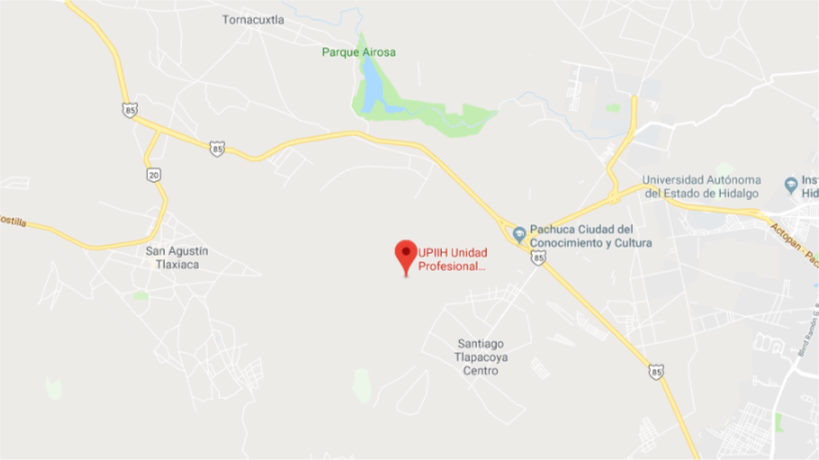 Tornacuxtla
Parque Airosa
85
85
20
Universidad Autónoma
del Estado de Hidalgo
Inst
Hid
ostilla
San Agustín
Tlaxiaca
UPIIH Unidad
Profesional...
Pachuca Ciudad del
Conocimiento y Cultura
85
Actopan - Pac
Santiago
Tlapacoya
Centro
85
Blvd Ramón G. B